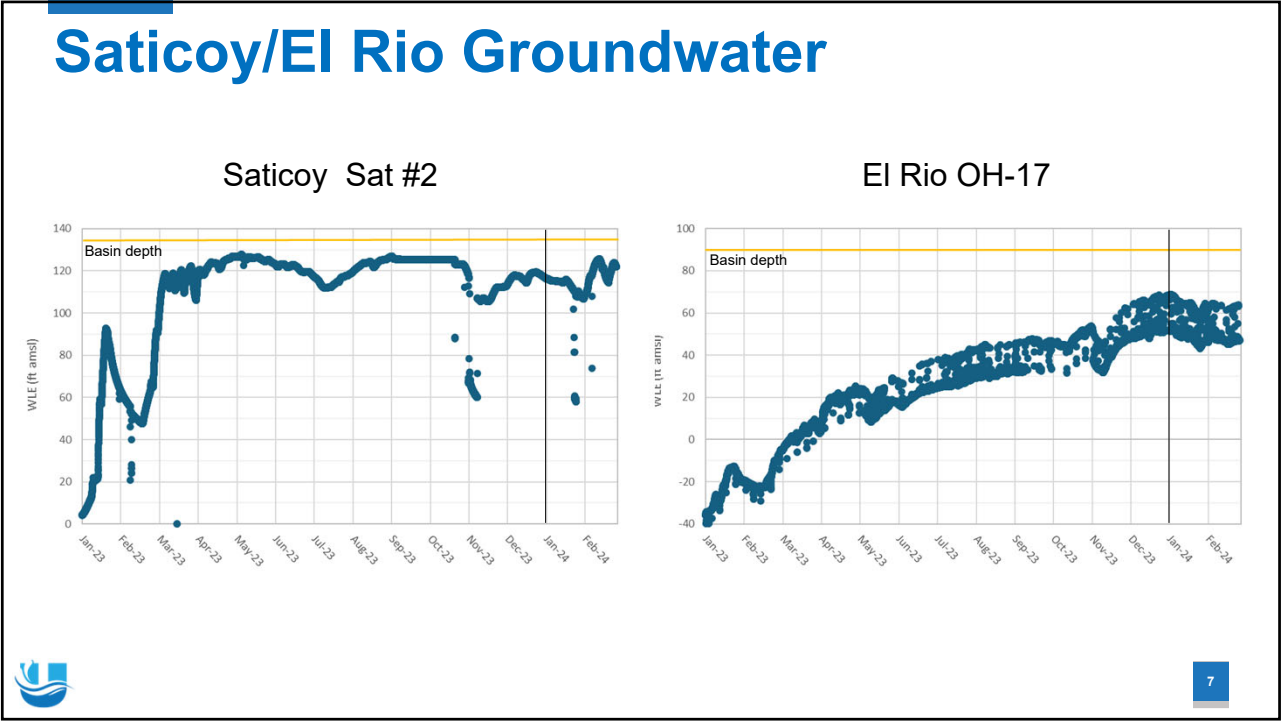 Saticoy/El Rio Groundwater
Saticoy Sat #2
140
120
100
80
60
40
20
0
WLE (ft amsl)
Basin depth
Jan-23
Feb-23
Mar-23
Apr-23
May-23
Jun-23
Jul-23
Aug-23
Sep-23
Oct-23
Nov-23
Dec-23
Jan-24
Feb-24
El Rio OH-17
100
80
60
40
20
0
-20
-40
WLE (ft amsl)
Basin depth
Jan-23
Feb-23
Mar-23
Apr-23
May-23
Jun-23
Jul-23
Aug-23
Sep-23
Oct-23
Nov-23
Dec-23
Jan-24
Feb-24
7